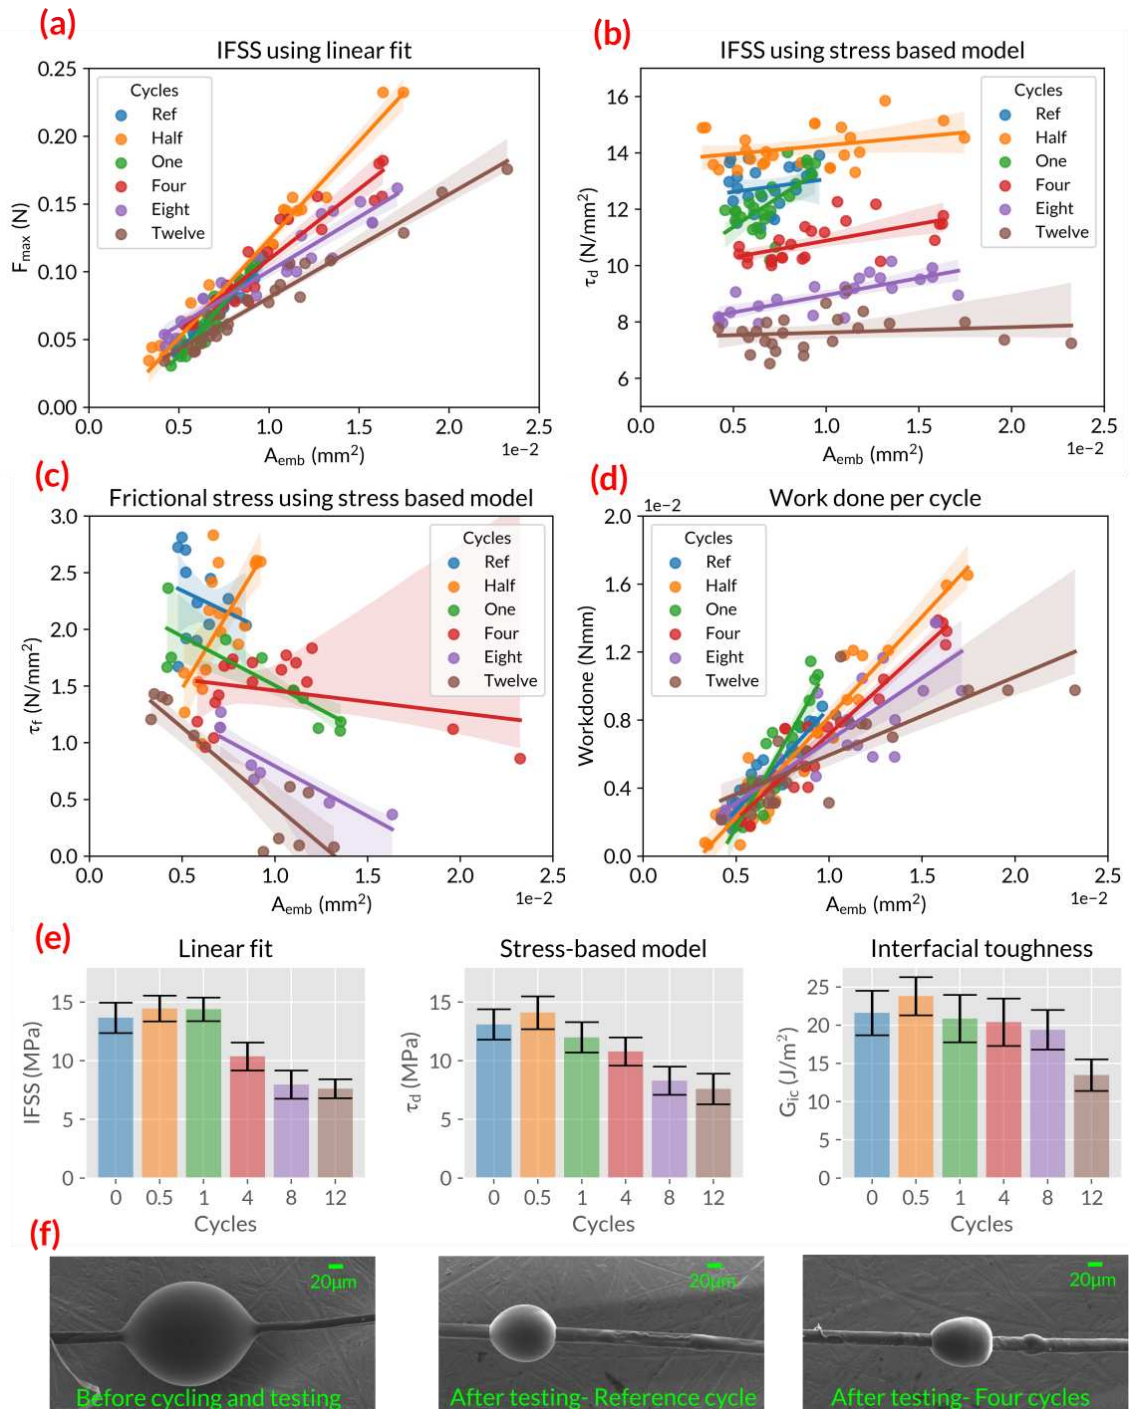 (a)
IFSS using linear fit
0.25
0.20
0.15
0.10
0.05
0.00
F_max (N)
Cycles
Ref
Half
One
Four
Eight
Twelve
0.0 0.5 1.0 1.5 2.0 2.5
1e−2
A_emb (mm²)
(b)
IFSS using stress based model
16
14
12
10
8
6
τ_d (N/mm²)
Cycles
Ref
Half
One
Four
Eight
Twelve
0.0 0.5 1.0 1.5 2.0 2.5
1e−2
A_emb (mm²)
(c)
Frictional stress using stress based model
3.0
2.5
2.0
1.5
1.0
0.5
0.0
τ_f (N/mm²)
Cycles
Ref
Half
One
Four
Eight
Twelve
0.0 0.5 1.0 1.5 2.0 2.5
1e−2
A_emb (mm²)
(d)
1e−2
Work done per cycle
2.0
1.6
1.2
0.8
0.4
0.0
Workdone (Nmm)
Cycles
Ref
Half
One
Four
Eight
Twelve
0.0 0.5 1.0 1.5 2.0 2.5
1e−2
A_emb (mm²)
(e)
Linear fit
15
10
5
0
IFSS (MPa)
0 0.5 1 4 8 12
Cycles
Stress-based model
15
10
5
0
τ_d (MPa)
0 0.5 1 4 8 12
Cycles
Interfacial toughness
25
20
15
10
5
0
G_ic (J/m²)
0 0.5 1 4 8 12
Cycles
(f)
20μm
Before cycling and testing
20μm
After testing- Reference cycle
20μm
After testing- Four cycles